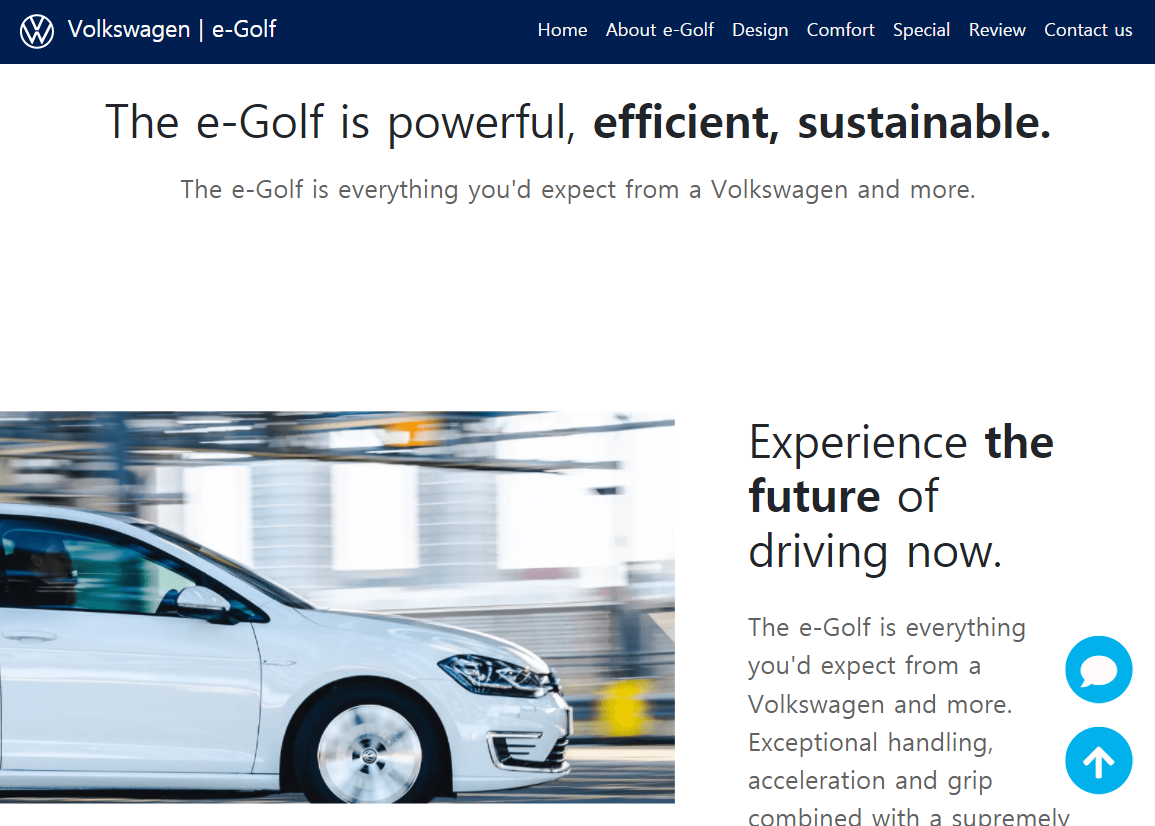 Volkswagen | e-Golf
Home About e-Golf Design Comfort Special Review Contact us
The e-Golf is powerful, efficient, sustainable.
The e-Golf is everything you'd expect from a Volkswagen and more.
Experience the
future of
driving now.
The e-Golf is everything
you'd expect from a
Volkswagen and more.
Exceptional handling,
acceleration and grip
combined with a supremely